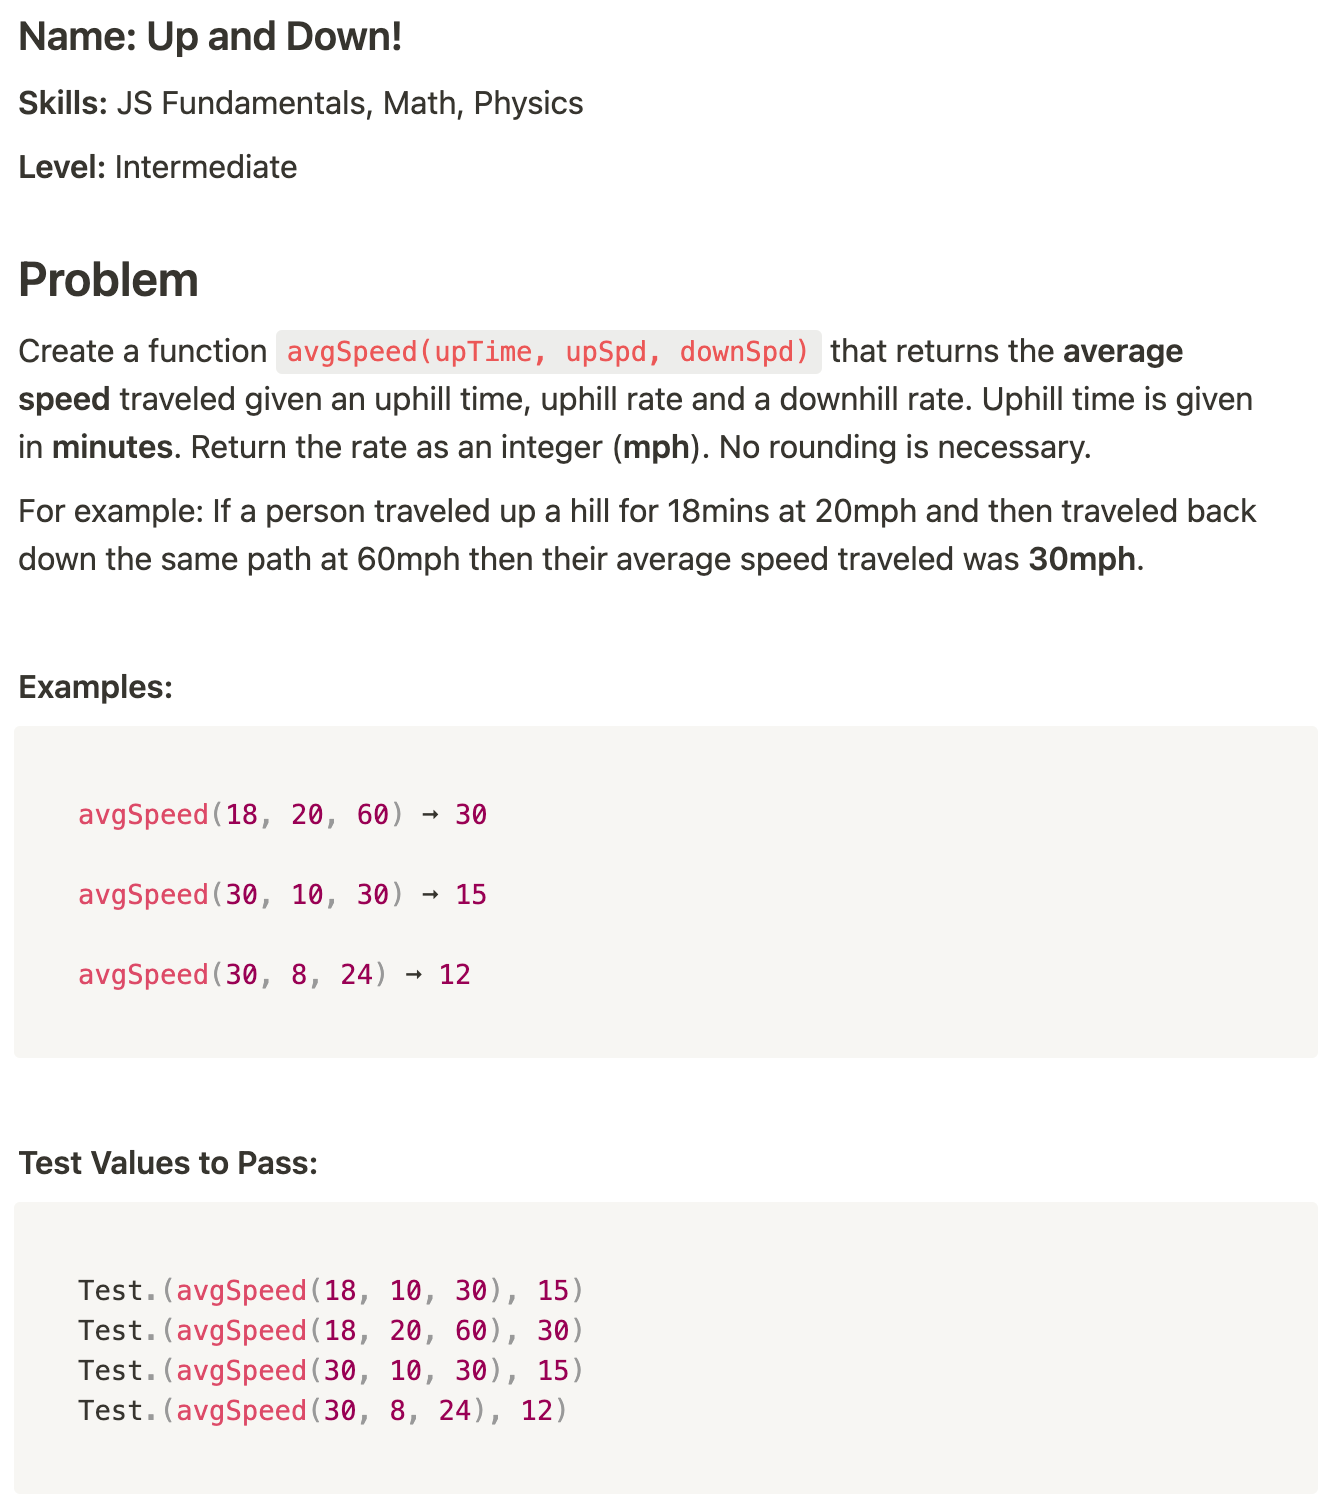 Name: Up and Down!
Skills: JS Fundamentals, Math, Physics
Level: Intermediate
Problem
Create a function avgSpeed(upTime, upSpd, downSpd) that returns the average
speed traveled given an uphill time, uphill rate and a downhill rate. Uphill time is given
in minutes. Return the rate as an integer (mph). No rounding is necessary.
For example: If a person traveled up a hill for 18mins at 20mph and then traveled back
down the same path at 60mph then their average speed traveled was 30mph.
Examples:
avgSpeed(18, 20, 60) → 30
avgSpeed(30, 10, 30) → 15
avgSpeed(30, 8, 24) → 12
Test Values to Pass:
Test.(avgSpeed(18, 10, 30), 15)
Test.(avgSpeed(18, 20, 60), 30)
Test.(avgSpeed(30, 10, 30), 15)
Test.(avgSpeed(30, 8, 24), 12)